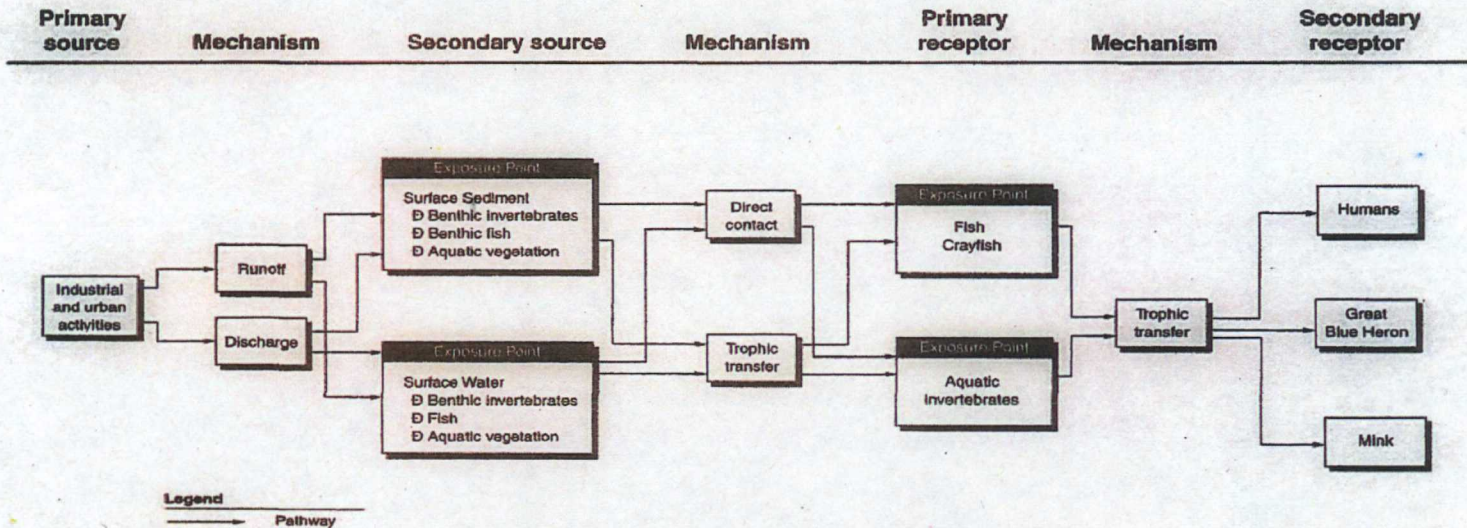 Primary source
Mechanism
Secondary source
Mechanism
Primary receptor
Mechanism
Secondary receptor
Industrial
and urban
activities
Runoff
Discharge
Exposure Point
Surface Sediment
Ð Benthic invertebrates
Ð Benthic fish
Ð Aquatic vegetation
Exposure Point
Surface Water
Ð Benthic invertebrates
Ð Fish
Ð Aquatic vegetation
Direct
contact
Trophic
transfer
Exposure Point
Fish
Crayfish
Exposure Point
Aquatic
invertebrates
Trophic
transfer
Humans
Great
Blue Heron
Mink
Legend
Pathway